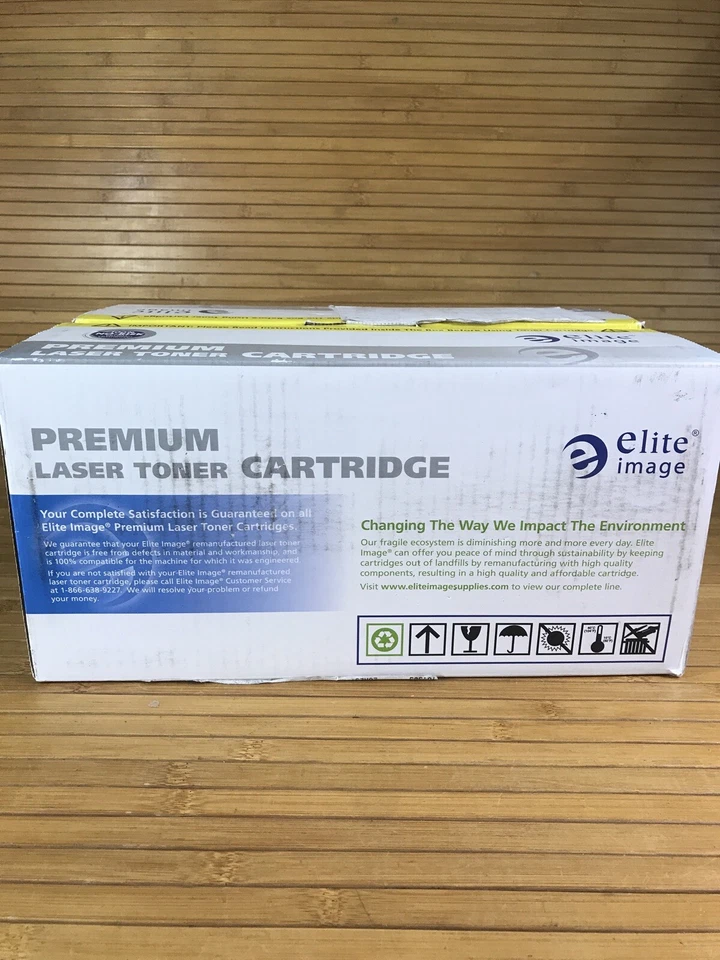 PREMIUM
LASER TONER CARTRIDGE
elite
image
PREMIUM
LASER TONER CARTRIDGE
elite®
image
Your Complete Satisfaction is Guaranteed on all
Elite Image® Premium Laser Toner Cartridges.
We guarantee that your Elite Image® remanufactured laser toner
cartridge is free from defects in material and workmanship, and
is 100% compatible for the machine for which it was engineered.
If you are not satisfied with your Elite Image® remanufactured
laser toner cartridge, please call Elite Image® Customer Service
at 1-866-638-9227. We will resolve your problem or refund
your money.
Changing The Way We Impact The Environment
Our fragile ecosystem is diminishing more and more every day. Elite
Image® can offer you peace of mind through sustainability by keeping
cartridges out of landfills by remanufacturing with high quality
components, resulting in a high quality and affordable cartridge.
Visit www.eliteimagesupplies.com to view our complete line.